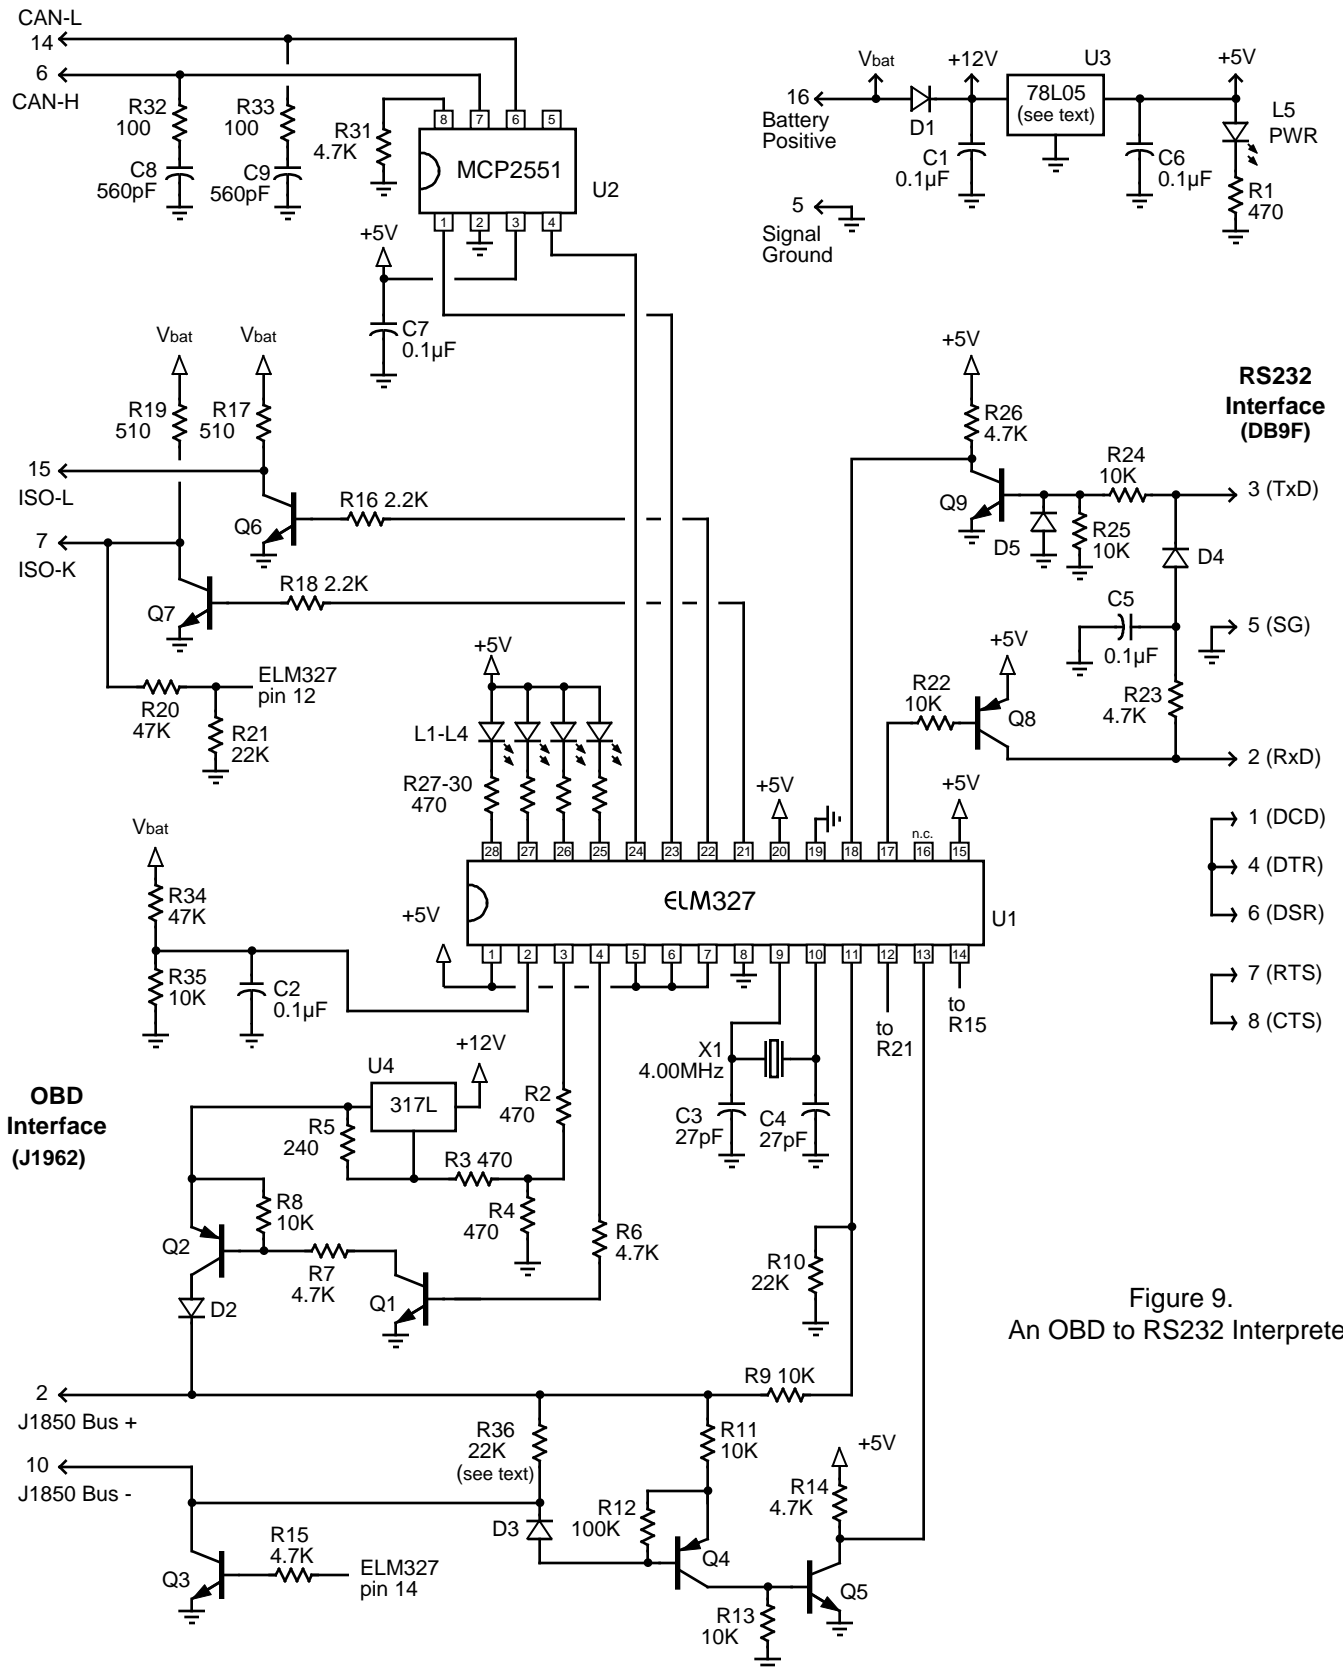 CAN-L
14
6
CAN-H
R32
100
R33
100
C8
560pF
C9
560pF
R31
4.7K
8 7 6 5
MCP2551
1 2 3 4
U2
+5V
C7
0.1µF
Vbat
+12V
U3
+5V
16
Battery
Positive
D1
78L05
(see text)
L5
PWR
C1
0.1µF
C6
0.1µF
R1
470
5
Signal
Ground
Vbat
Vbat
R19
510
R17
510
15
ISO-L
Q6
R16 2.2K
7
ISO-K
Q7
R18 2.2K
R20
47K
ELM327
pin 12
R21
22K
+5V
R26
4.7K
RS232
Interface
(DB9F)
R24
10K
3 (TxD)
Q9
D5
R25
10K
D4
C5
0.1µF
5 (SG)
+5V
R22
10K
Q8
R23
4.7K
2 (RxD)
1 (DCD)
4 (DTR)
6 (DSR)
7 (RTS)
8 (CTS)
+5V
L1-L4
R27-30
470
+5V
+5V
n.c.
28 27 26 25 24 23 22 21 20 19 18 17 16 15
ELM327
U1
+5V
1 2 3 4 5 6 7 8 9 10 11 12 13 14
Vbat
R34
47K
R35
10K
C2
0.1µF
to
R21
to
R15
X1
4.00MHz
C3
27pF
C4
27pF
OBD
Interface
(J1962)
U4
+12V
317L
R5
240
R2
470
R3 470
R4
470
R8
10K
Q2
R7
4.7K
Q1
R6
4.7K
D2
R10
22K
Figure 9.
An OBD to RS232 Interprete
2
J1850 Bus +
R9 10K
R36
22K
(see text)
R11
10K
10
J1850 Bus -
D3
R12
100K
+5V
R14
4.7K
Q3
R15
4.7K
ELM327
pin 14
Q4
Q5
R13
10K